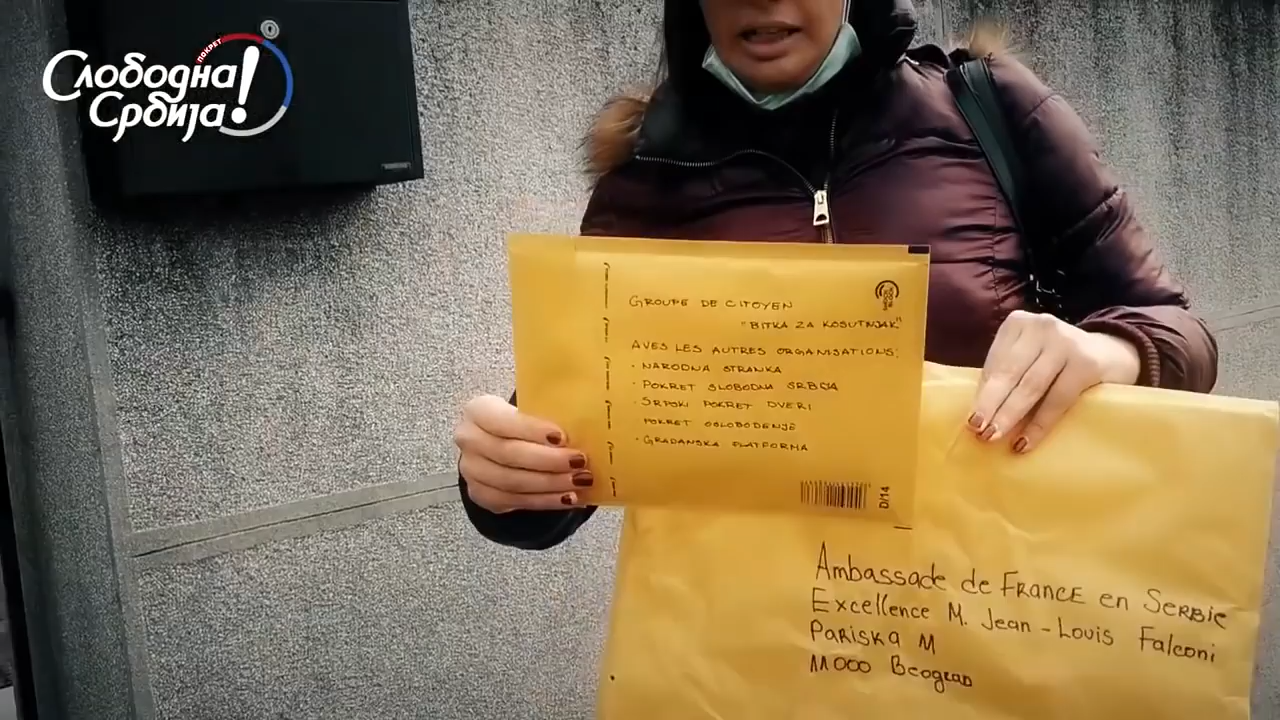 ПОКРЕТ
Слободна
Србија!
GROUPE DE CITOYEN
"BITKA ZA KOSUTNJAK"
AVES LES AUTRES ORGANISATIONS:
· NARODNA STRANKA
· POKRET SLOBODNA SRBIJA
· SRPSKI POKRET DVERI
POKRET OSLOBOĐENJE
· GRAĐANSKA PLATFORMA
D/14
Ambassade de FRANCE en SERBIE
Excellence M. Jean-Louis Falconi
PARISKA 11
11000 Beograd